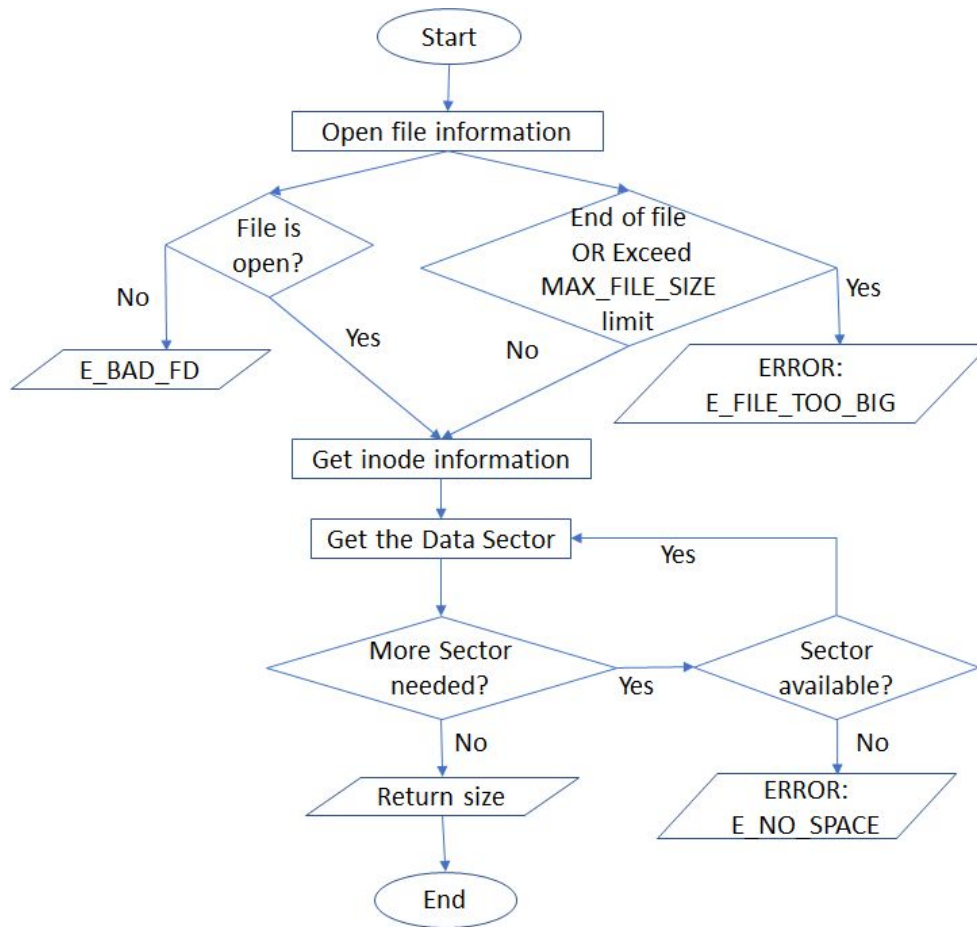 Start
Open file information
File is
open?
End of file
OR Exceed
MAX_FILE_SIZE
limit
No
Yes
Yes
No
E_BAD_FD
ERROR:
E_FILE_TOO_BIG
Get inode information
Get the Data Sector
Yes
More Sector
needed?
Yes
Sector
available?
No
No
Return size
ERROR:
E_NO_SPACE
End